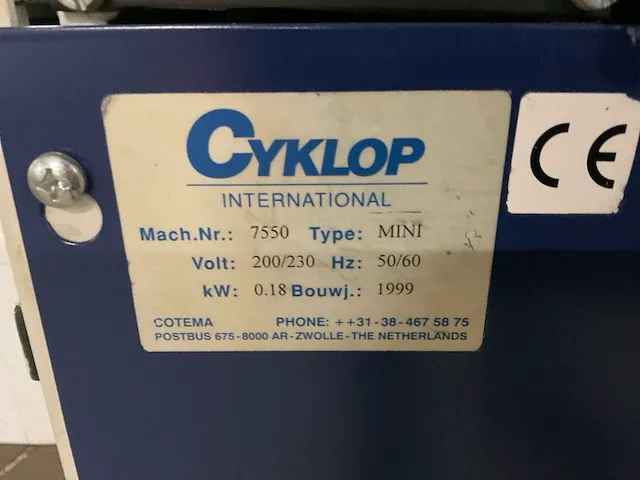 CYKLOP
INTERNATIONAL
Mach.Nr.: 7550 Type: MINI
Volt: 200/230 Hz: 50/60
kW: 0.18 Bouwj.: 1999
COTEMA PHONE: ++31-38-467 58 75
POSTBUS 675-8000 AR-ZWOLLE-THE NETHERLANDS
CE